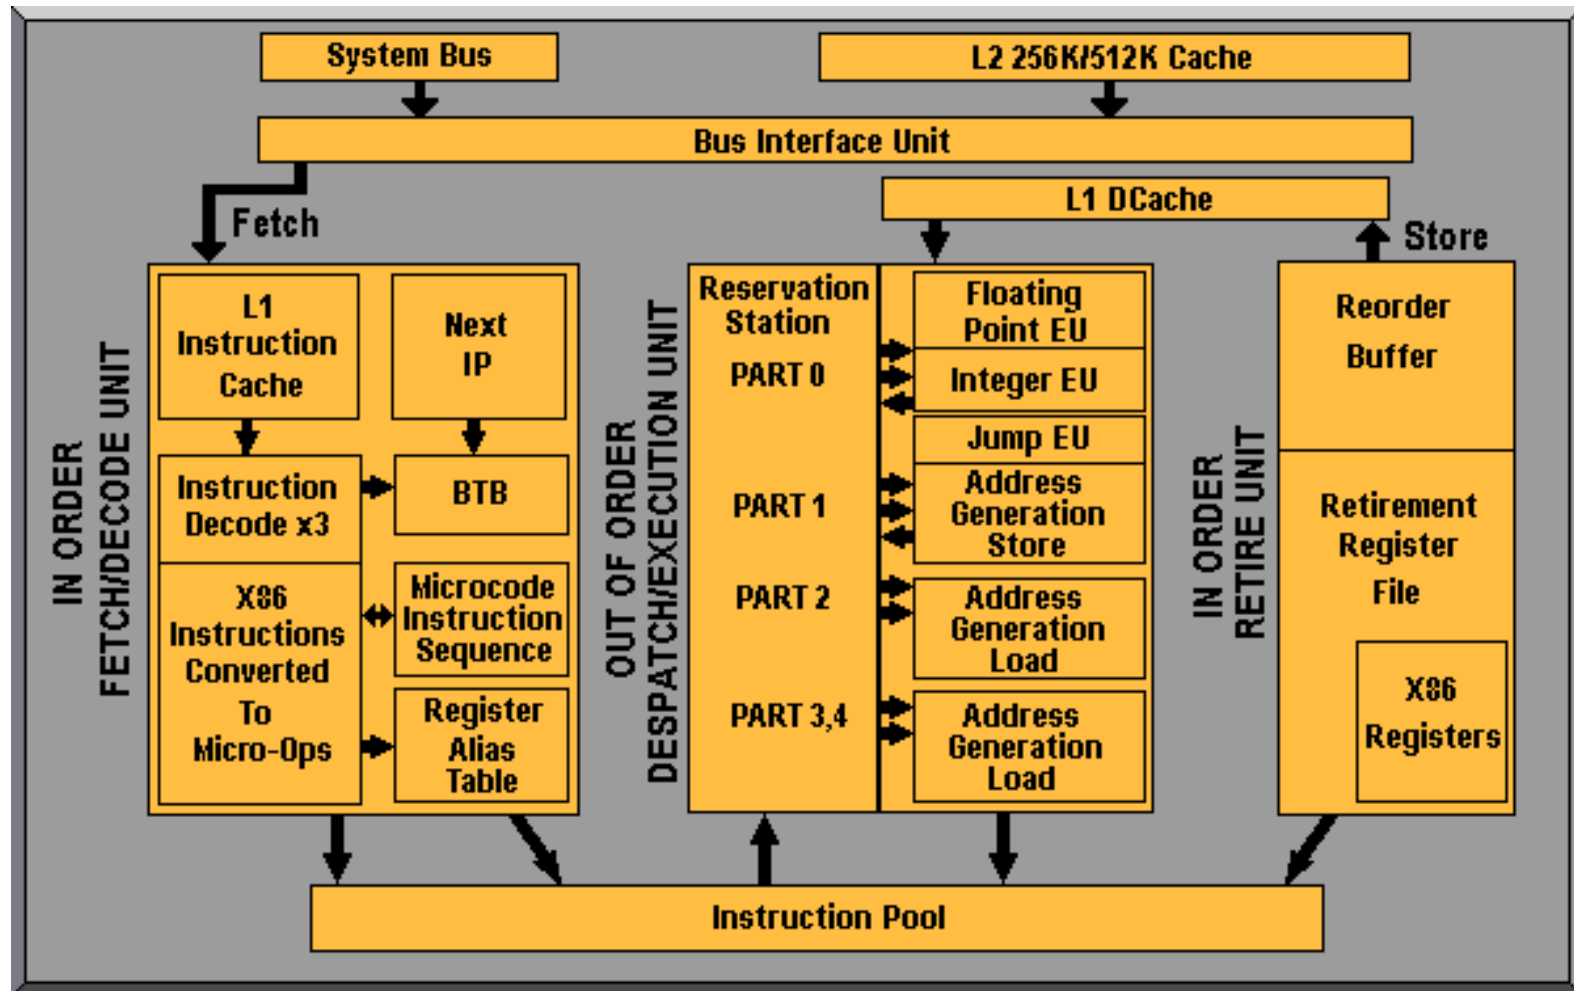 System Bus
L2 256K/512K Cache
Bus Interface Unit
L1 DCache
Fetch
Store
IN ORDER
FETCH/DECODE UNIT
L1
Instruction
Cache
Next
IP
Instruction
Decode x3
BTB
X86
Instructions
Converted
To
Micro-Ops
Microcode
Instruction
Sequence
Register
Alias
Table
OUT OF ORDER
DESPATCH/EXECUTION UNIT
Reservation
Station
PART 0
PART 1
PART 2
PART 3,4
Floating
Point EU
Integer EU
Jump EU
Address
Generation
Store
Address
Generation
Load
Address
Generation
Load
IN ORDER
RETIRE UNIT
Reorder
Buffer
Retirement
Register
File
X86
Registers
Instruction Pool